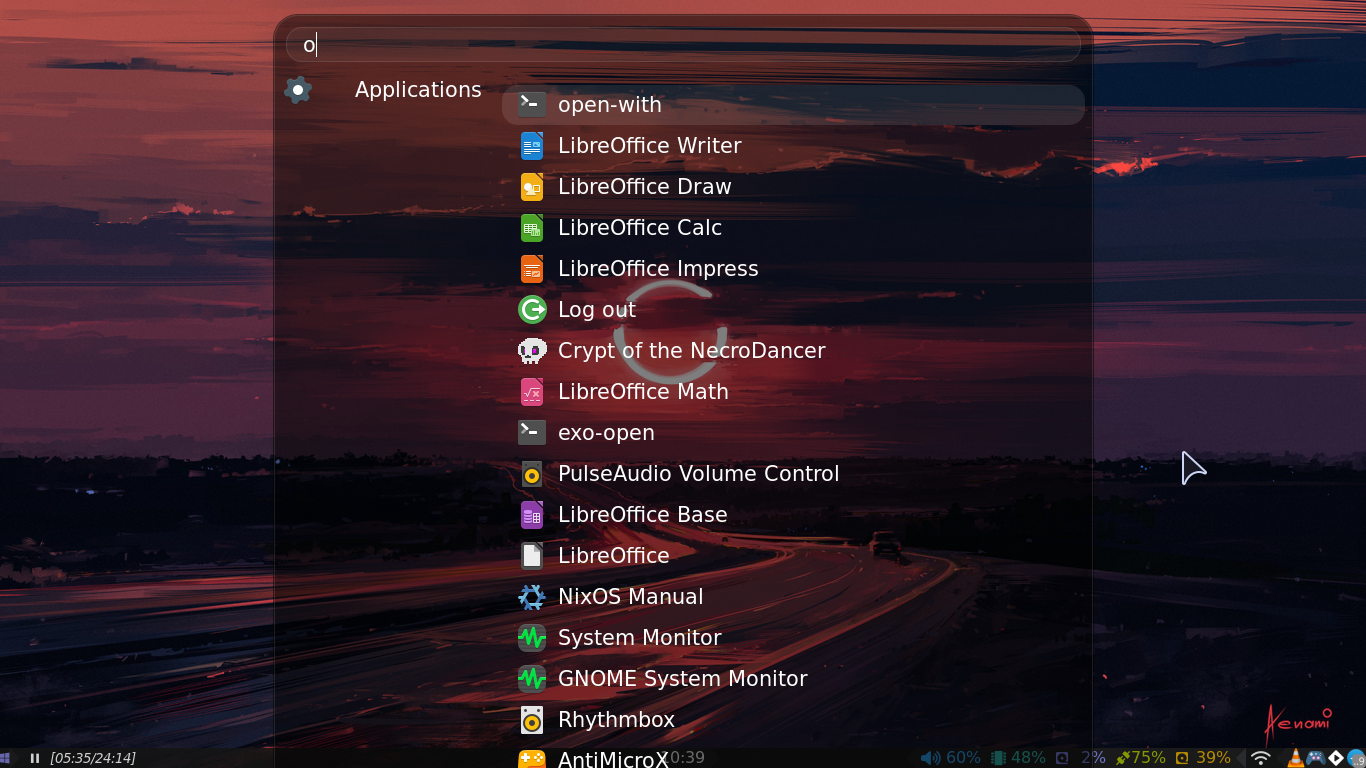 o
Applications
open-with
LibreOffice Writer
LibreOffice Draw
LibreOffice Calc
LibreOffice Impress
Log out
Crypt of the NecroDancer
LibreOffice Math
exo-open
PulseAudio Volume Control
LibreOffice Base
LibreOffice
NixOS Manual
System Monitor
GNOME System Monitor
Rhythmbox
AntiMicroX
Aenami
[05:35/24:14] 10:39 60% 48% 2% 75% 39%